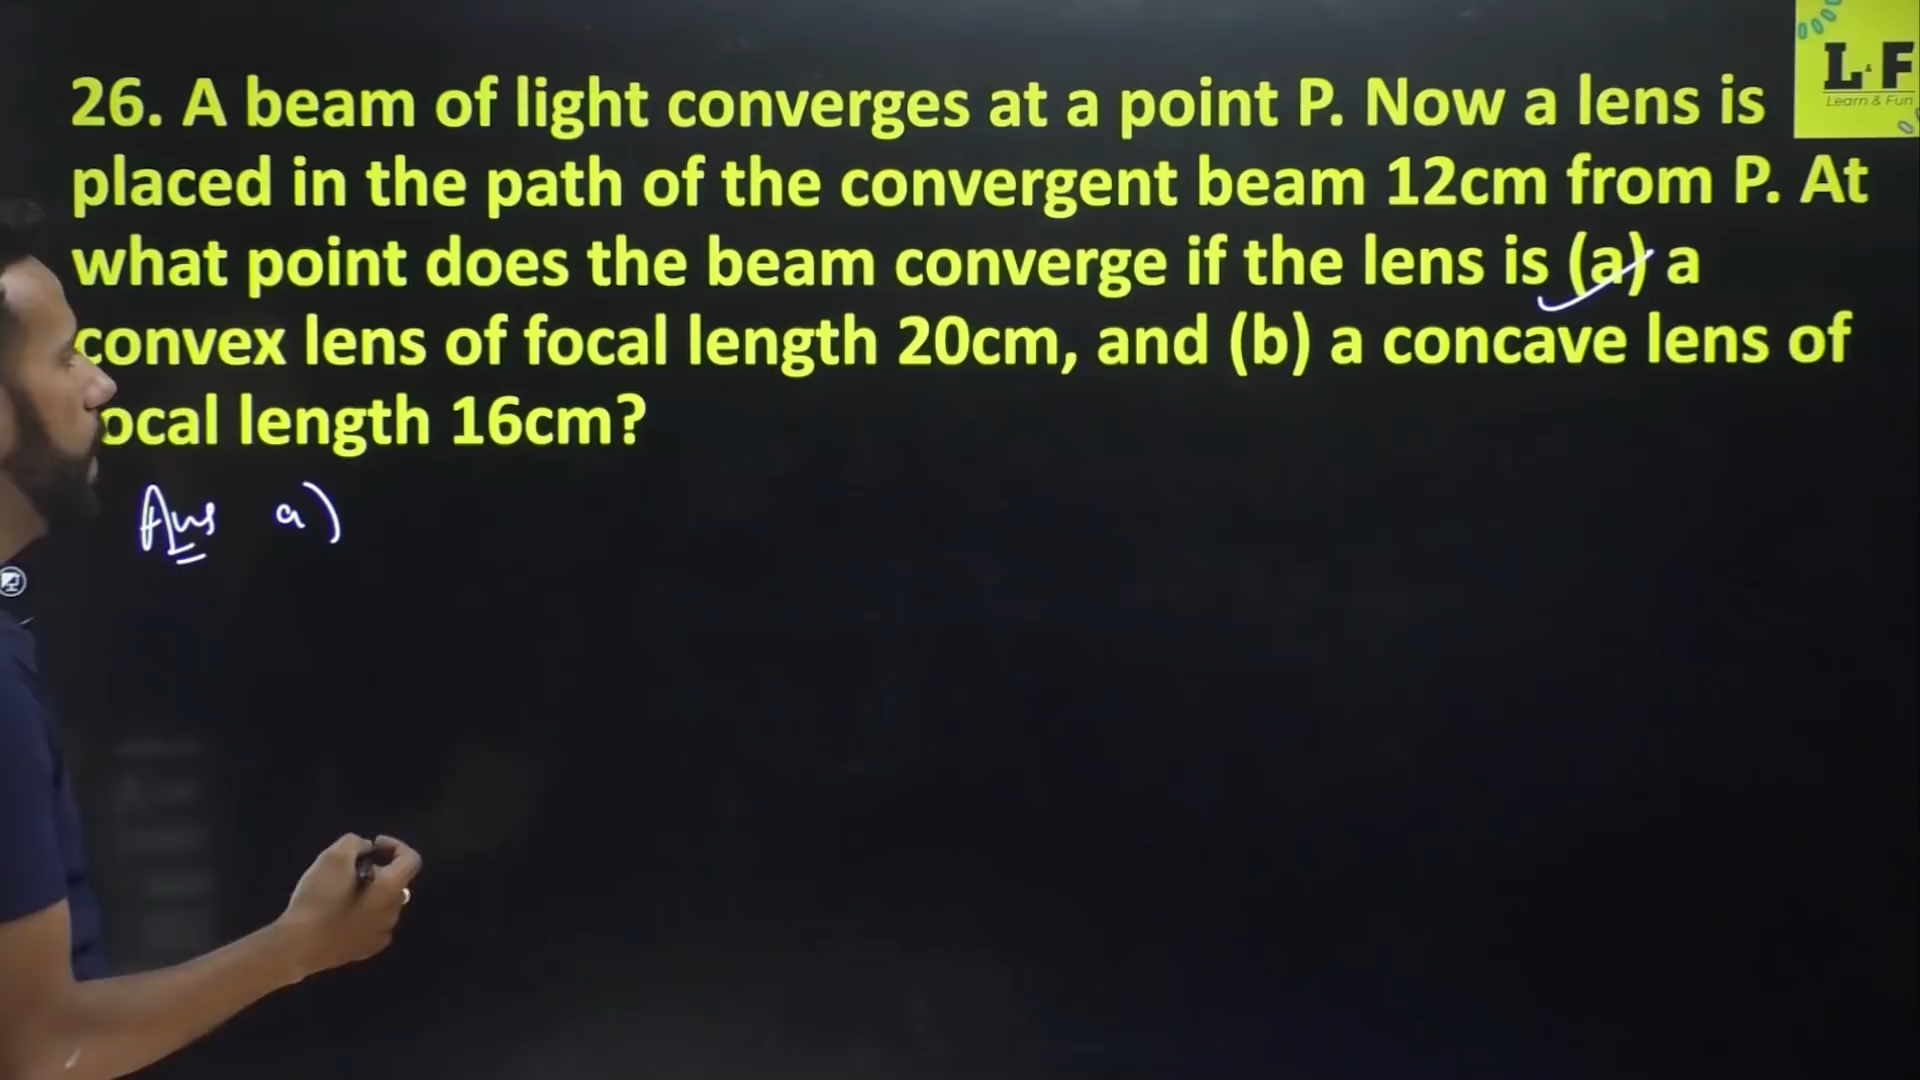 26. A beam of light converges at a point P. Now a lens is
placed in the path of the convergent beam 12cm from P. At
what point does the beam converge if the lens is (a) a
convex lens of focal length 20cm, and (b) a concave lens of
ocal length 16cm?
Ans a)
L & F
Learn & Fun